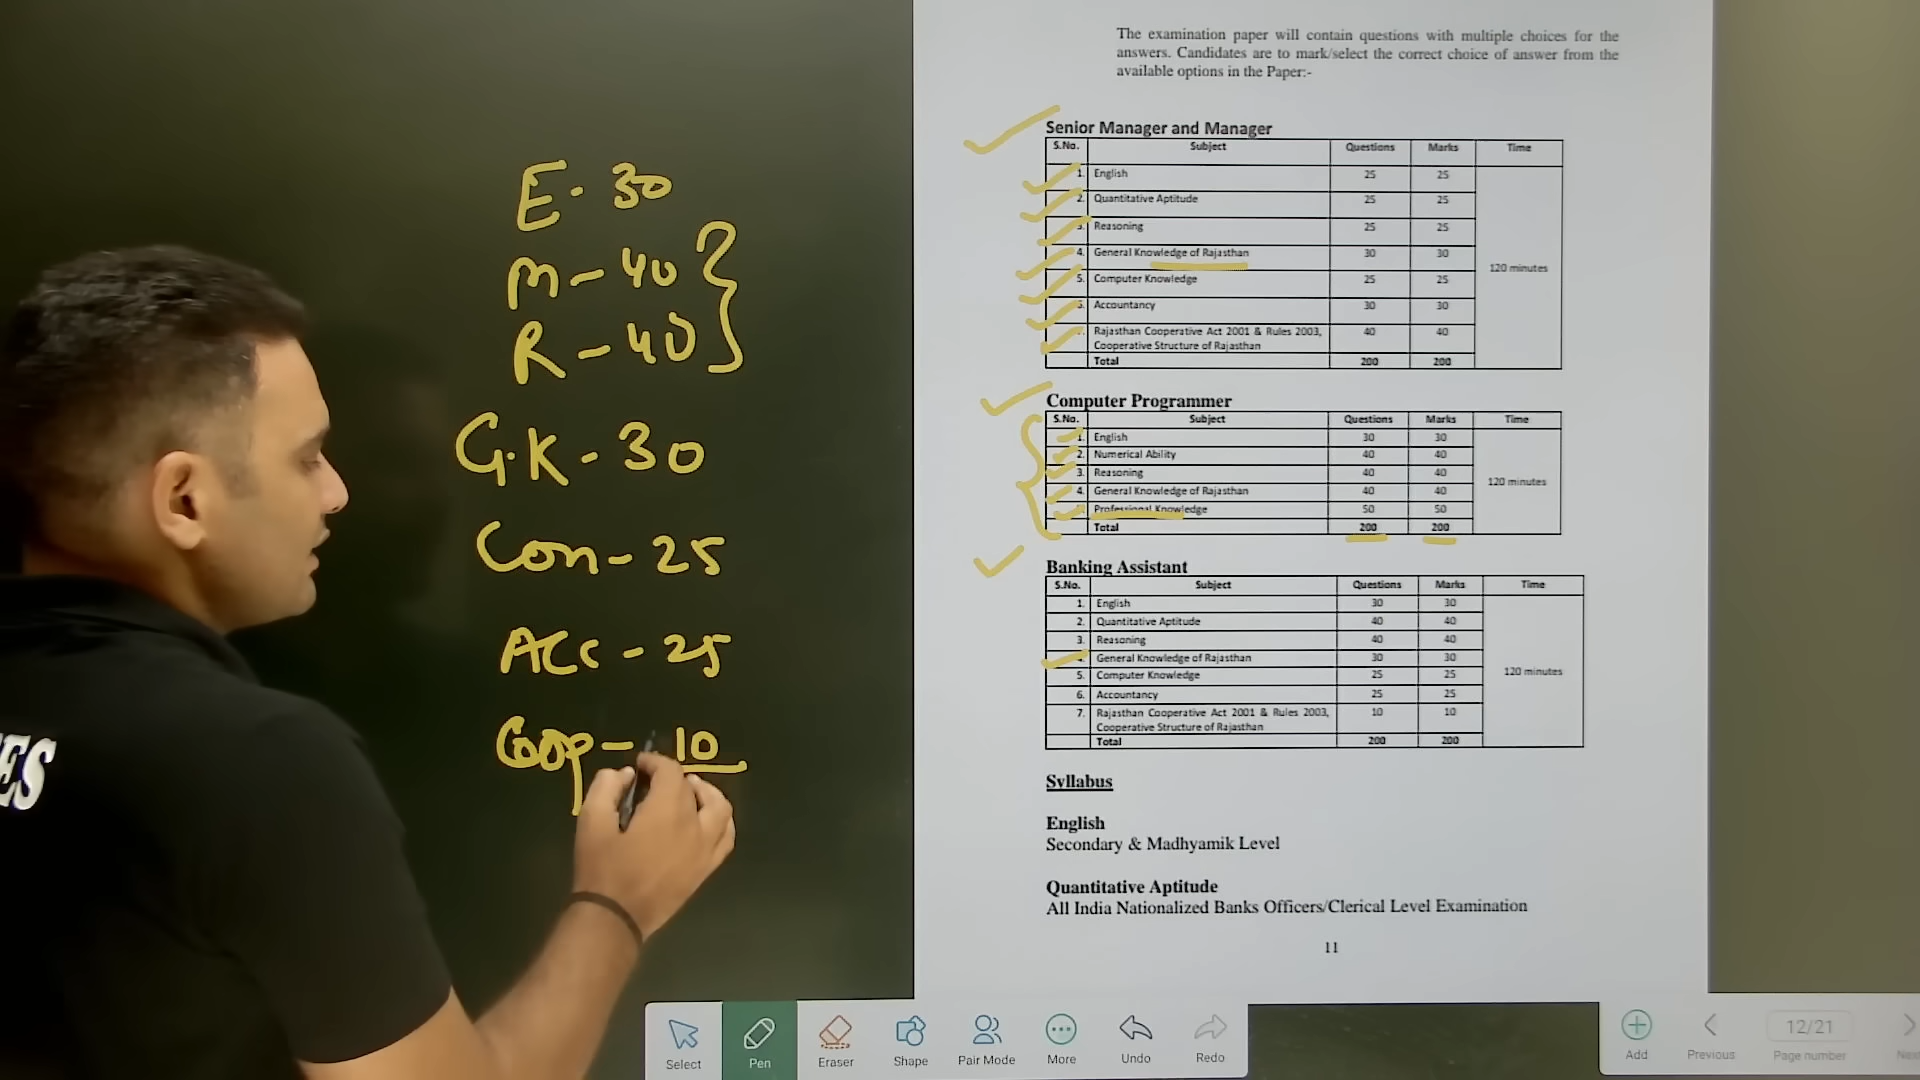 The examination paper will contain questions with multiple choices for the
answers. Candidates are to mark/select the correct choice of answer from the
available options in the Paper:-
Senior Manager and Manager
S.No. Subject Questions Marks Time
1. English 25 25
2. Quantitative Aptitude 25 25
3. Reasoning 25 25
4. General Knowledge of Rajasthan 30 30
120 minutes
5. Computer Knowledge 25 25
Accountancy 30 30
Rajasthan Cooperative Act 2001 & Rules 2003, 40 40
Cooperative Structure of Rajasthan
Total 200 200
Computer Programmer
S.No. Subject Questions Marks Time
1. English 30 30
2. Numerical Ability 40 40
3. Reasoning 40 40
120 minutes
4. General Knowledge of Rajasthan 40 40
Professional Knowledge 50 50
Total 200 200
Banking Assistant
S.No. Subject Questions Marks Time
1. English 30 30
2. Quantitative Aptitude 40 40
3. Reasoning 40 40
General Knowledge of Rajasthan 30 30
120 minutes
5. Computer Knowledge 25 25
6. Accountancy 25 25
7. Rajasthan Cooperative Act 2001 & Rules 2003, 10 10
Cooperative Structure of Rajasthan
Total 200 200
Syllabus
English
Secondary & Madhyamik Level
Quantitative Aptitude
All India Nationalized Banks Officers/Clerical Level Examination
11
E - 30
M - 40
R - 40
G.K - 30
Com - 25
ACC - 25
Coop - 10
ES
Select Pen Eraser Shape Pair Mode More Undo Redo
Add Previous 12/21 Page number